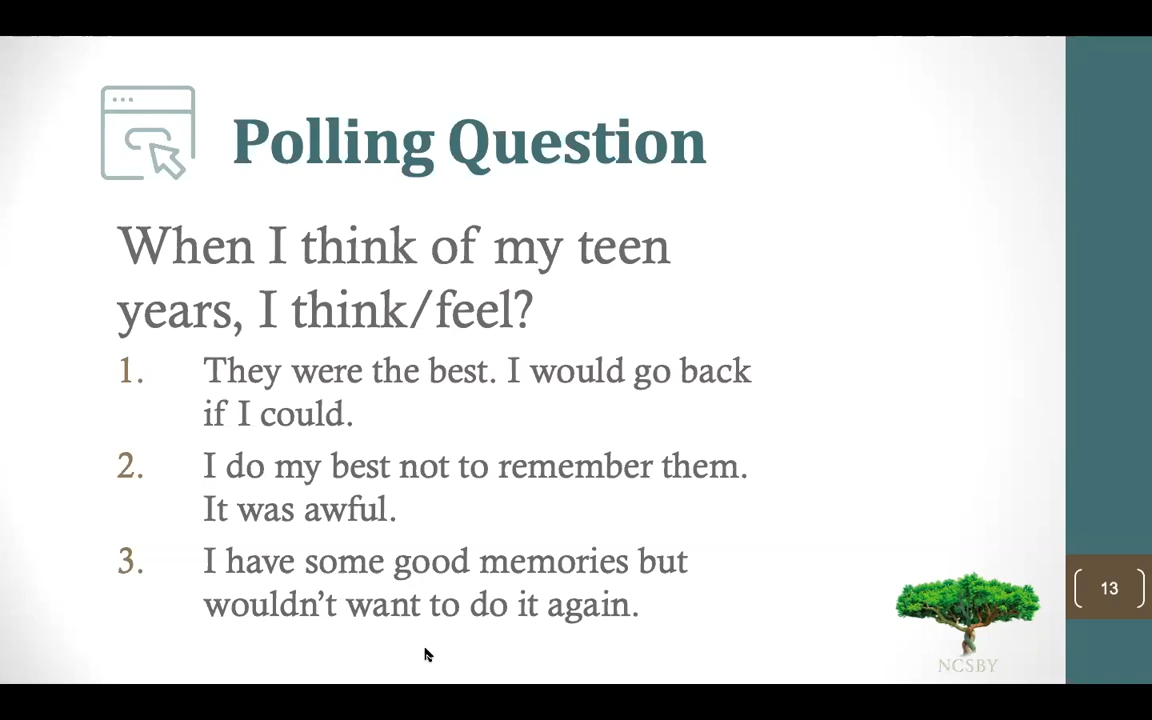 Polling Question
When I think of my teen
years, I think/feel?
1. They were the best. I would go back
if I could.
2. I do my best not to remember them.
It was awful.
3. I have some good memories but
wouldn't want to do it again.
13
NCSBY